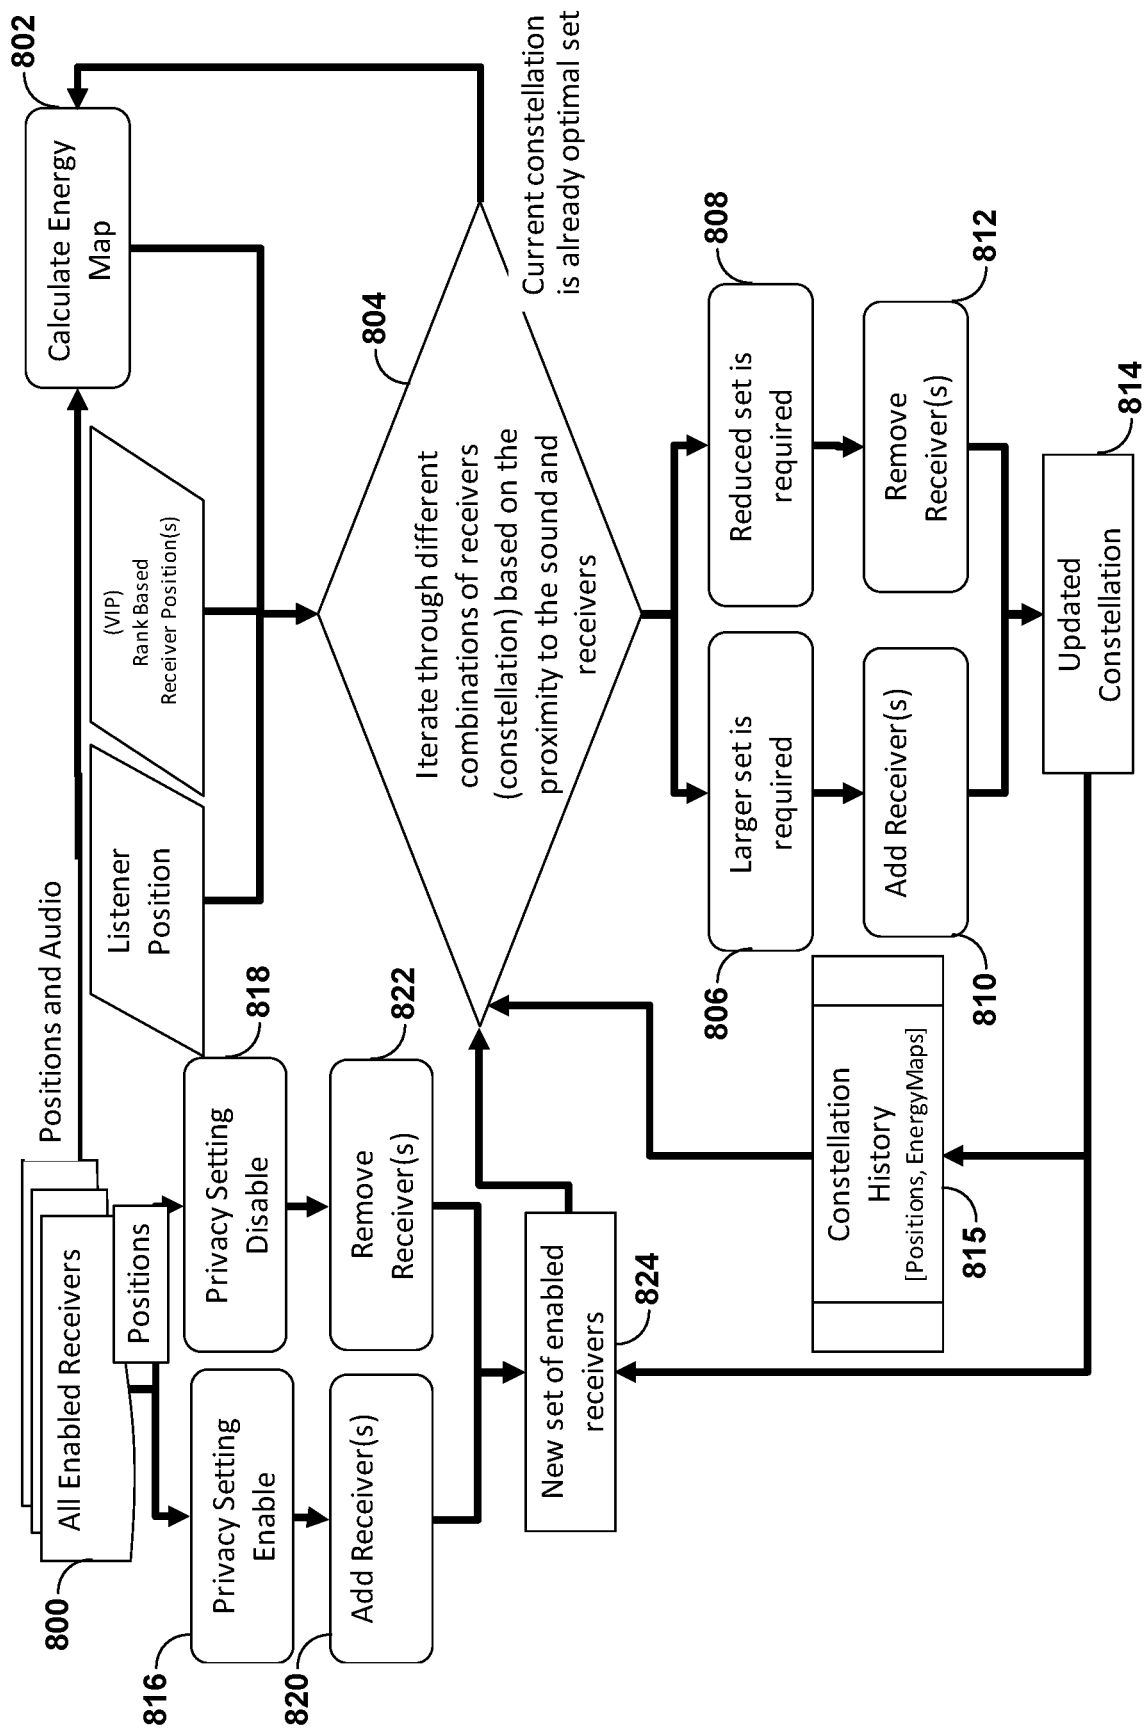 800
All Enabled Receivers
Positions
Positions and Audio
802
Calculate Energy
Map
Listener
Position
(VIP)
Rank Based
Receiver Position(s)
816
Privacy Setting
Enable
818
Privacy Setting
Disable
820
Add Receiver(s)
822
Remove
Receiver(s)
New set of enabled
receivers
824
804
Iterate through different
combinations of receivers
(constellation) based on the
proximity to the sound and
receivers
Current constellation
is already optimal set
806
Larger set is
required
808
Reduced set is
required
810
Add Receiver(s)
812
Remove
Receiver(s)
814
Updated
Constellation
Constellation
History
[Positions, EnergyMaps]
815